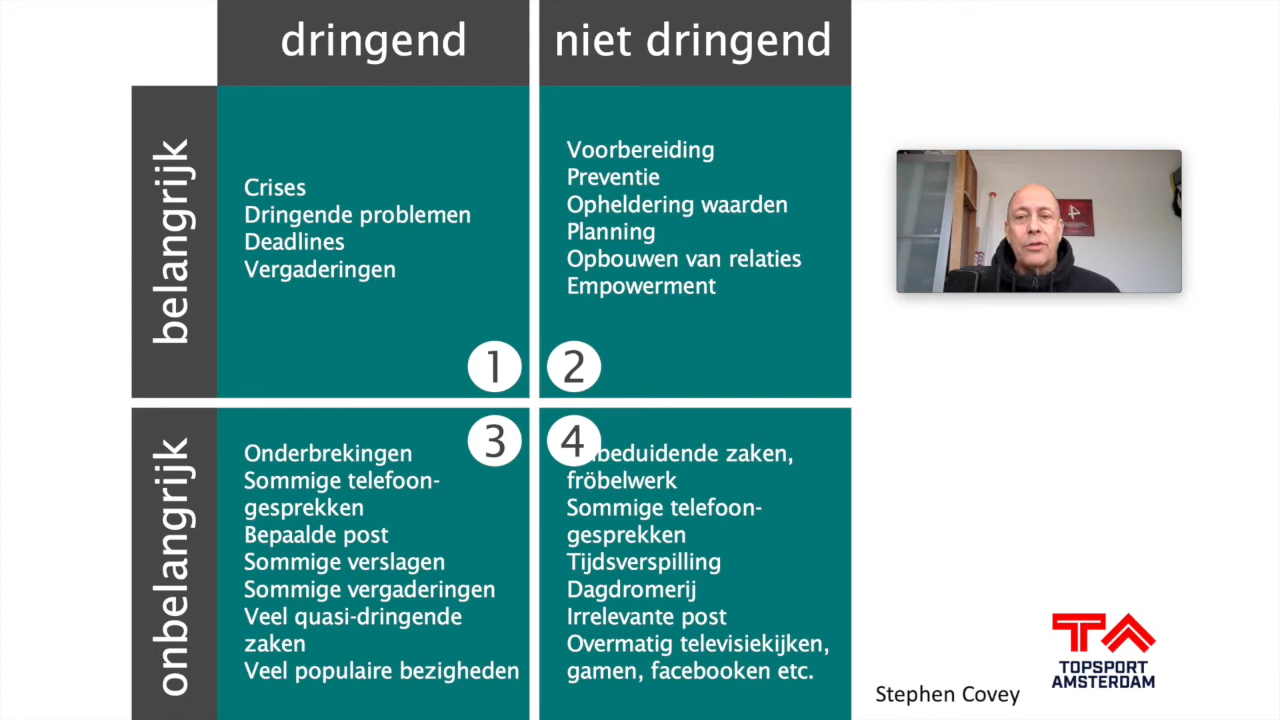 dringend
niet dringend
belangrijk
Crises
Dringende problemen
Deadlines
Vergaderingen
1
Voorbereiding
Preventie
Opheldering waarden
Planning
Opbouwen van relaties
Empowerment
2
4
onbelangrijk
Onderbrekingen
Sommige telefoon-
gesprekken
Bepaalde post
Sommige verslagen
Sommige vergaderingen
Veel quasi-dringende
zaken
Veel populaire bezigheden
3
4
zaken,
fröbelwerk
Sommige telefoon-
gesprekken
Tijdsverspilling
Dagdromerij
Irrelevante post
Overmatig televisiekijken,
gamen, facebooken etc.
Stephen Covey
TA
TOPSPORT
AMSTERDAM